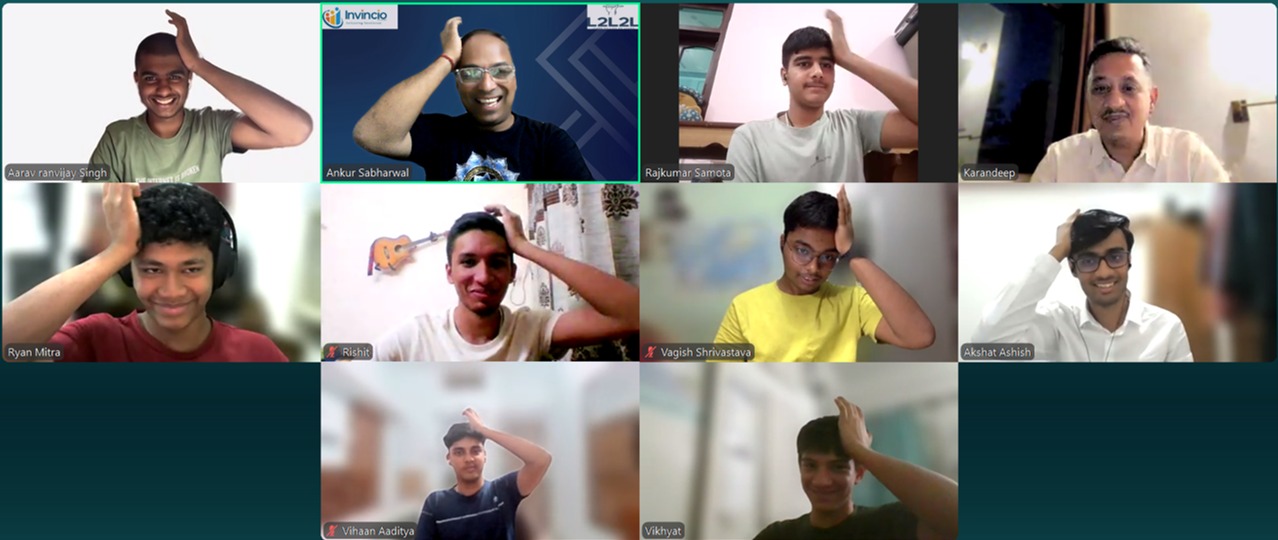 Invincio
L2L2L
Aarav ranvijay Singh
Ankur Sabharwal
Rajkumar Samota
Karandeep
Ryan Mitra
Rishit
Vagish Shrivastava
Akshat Ashish
Vihaan Aaditya
Vikhyat